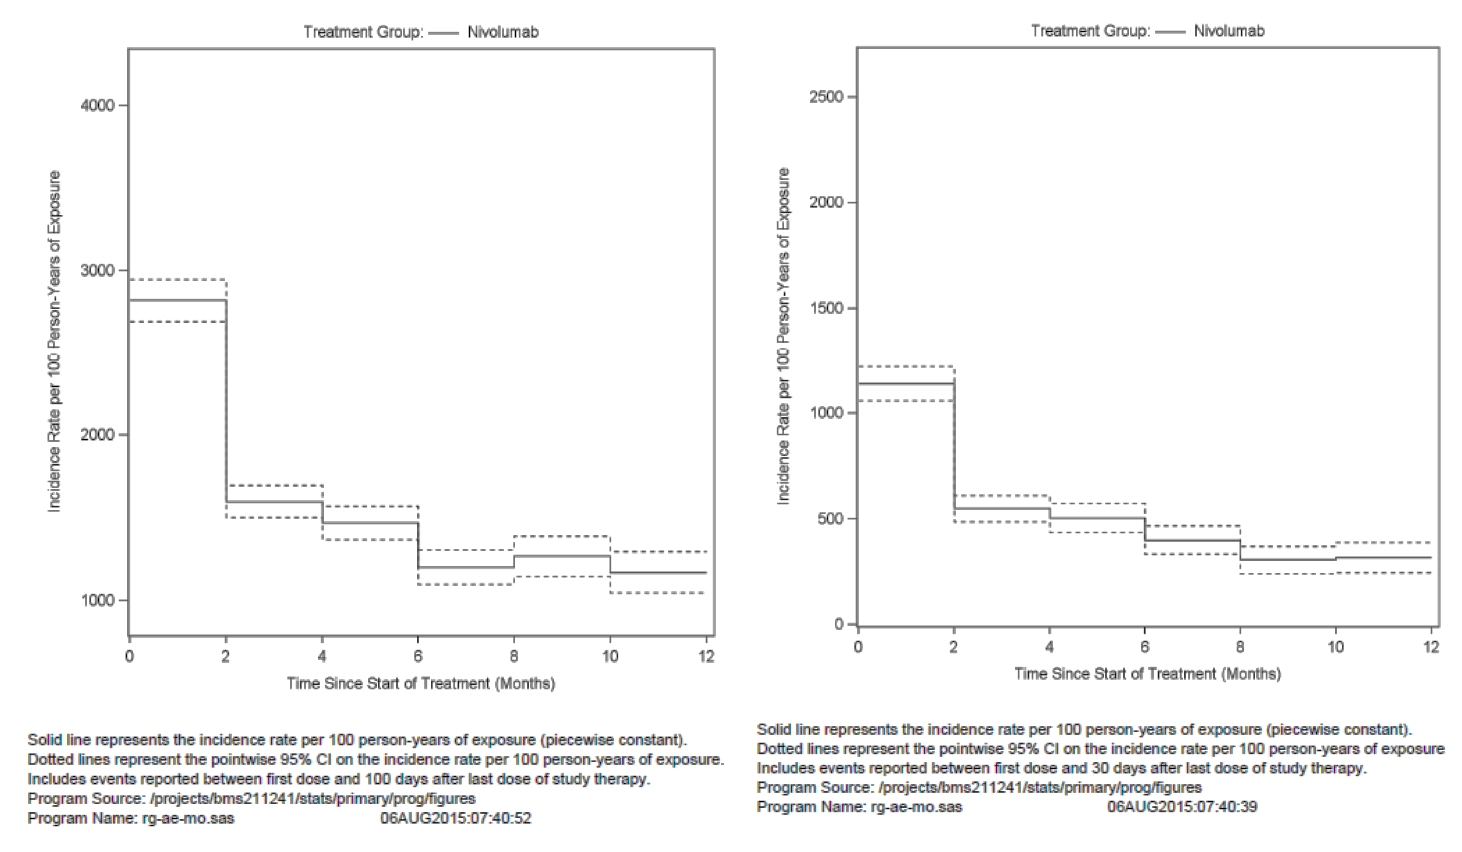 Treatment Group: Nivolumab
4000
3000
2000
1000
Incidence Rate per 100 Person-Years of Exposure
0 2 4 6 8 10 12
Time Since Start of Treatment (Months)
Solid line represents the incidence rate per 100 person-years of exposure (piecewise constant).
Dotted lines represent the pointwise 95% CI on the incidence rate per 100 person-years of exposure.
Includes events reported between first dose and 100 days after last dose of study therapy.
Program Source: /projects/bms211241/stats/primary/prog/figures
Program Name: rg-ae-mo.sas 06AUG2015:07:40:52
Treatment Group: Nivolumab
2500
2000
1500
1000
500
0
Incidence Rate per 100 Person-Years of Exposure
0 2 4 6 8 10 12
Time Since Start of Treatment (Months)
Solid line represents the incidence rate per 100 person-years of exposure (piecewise constant).
Dotted lines represent the pointwise 95% CI on the incidence rate per 100 person-years of exposure
Includes events reported between first dose and 30 days after last dose of study therapy.
Program Source: /projects/bms211241/stats/primary/prog/figures
Program Name: rg-ae-mo.sas 06AUG2015:07:40:39